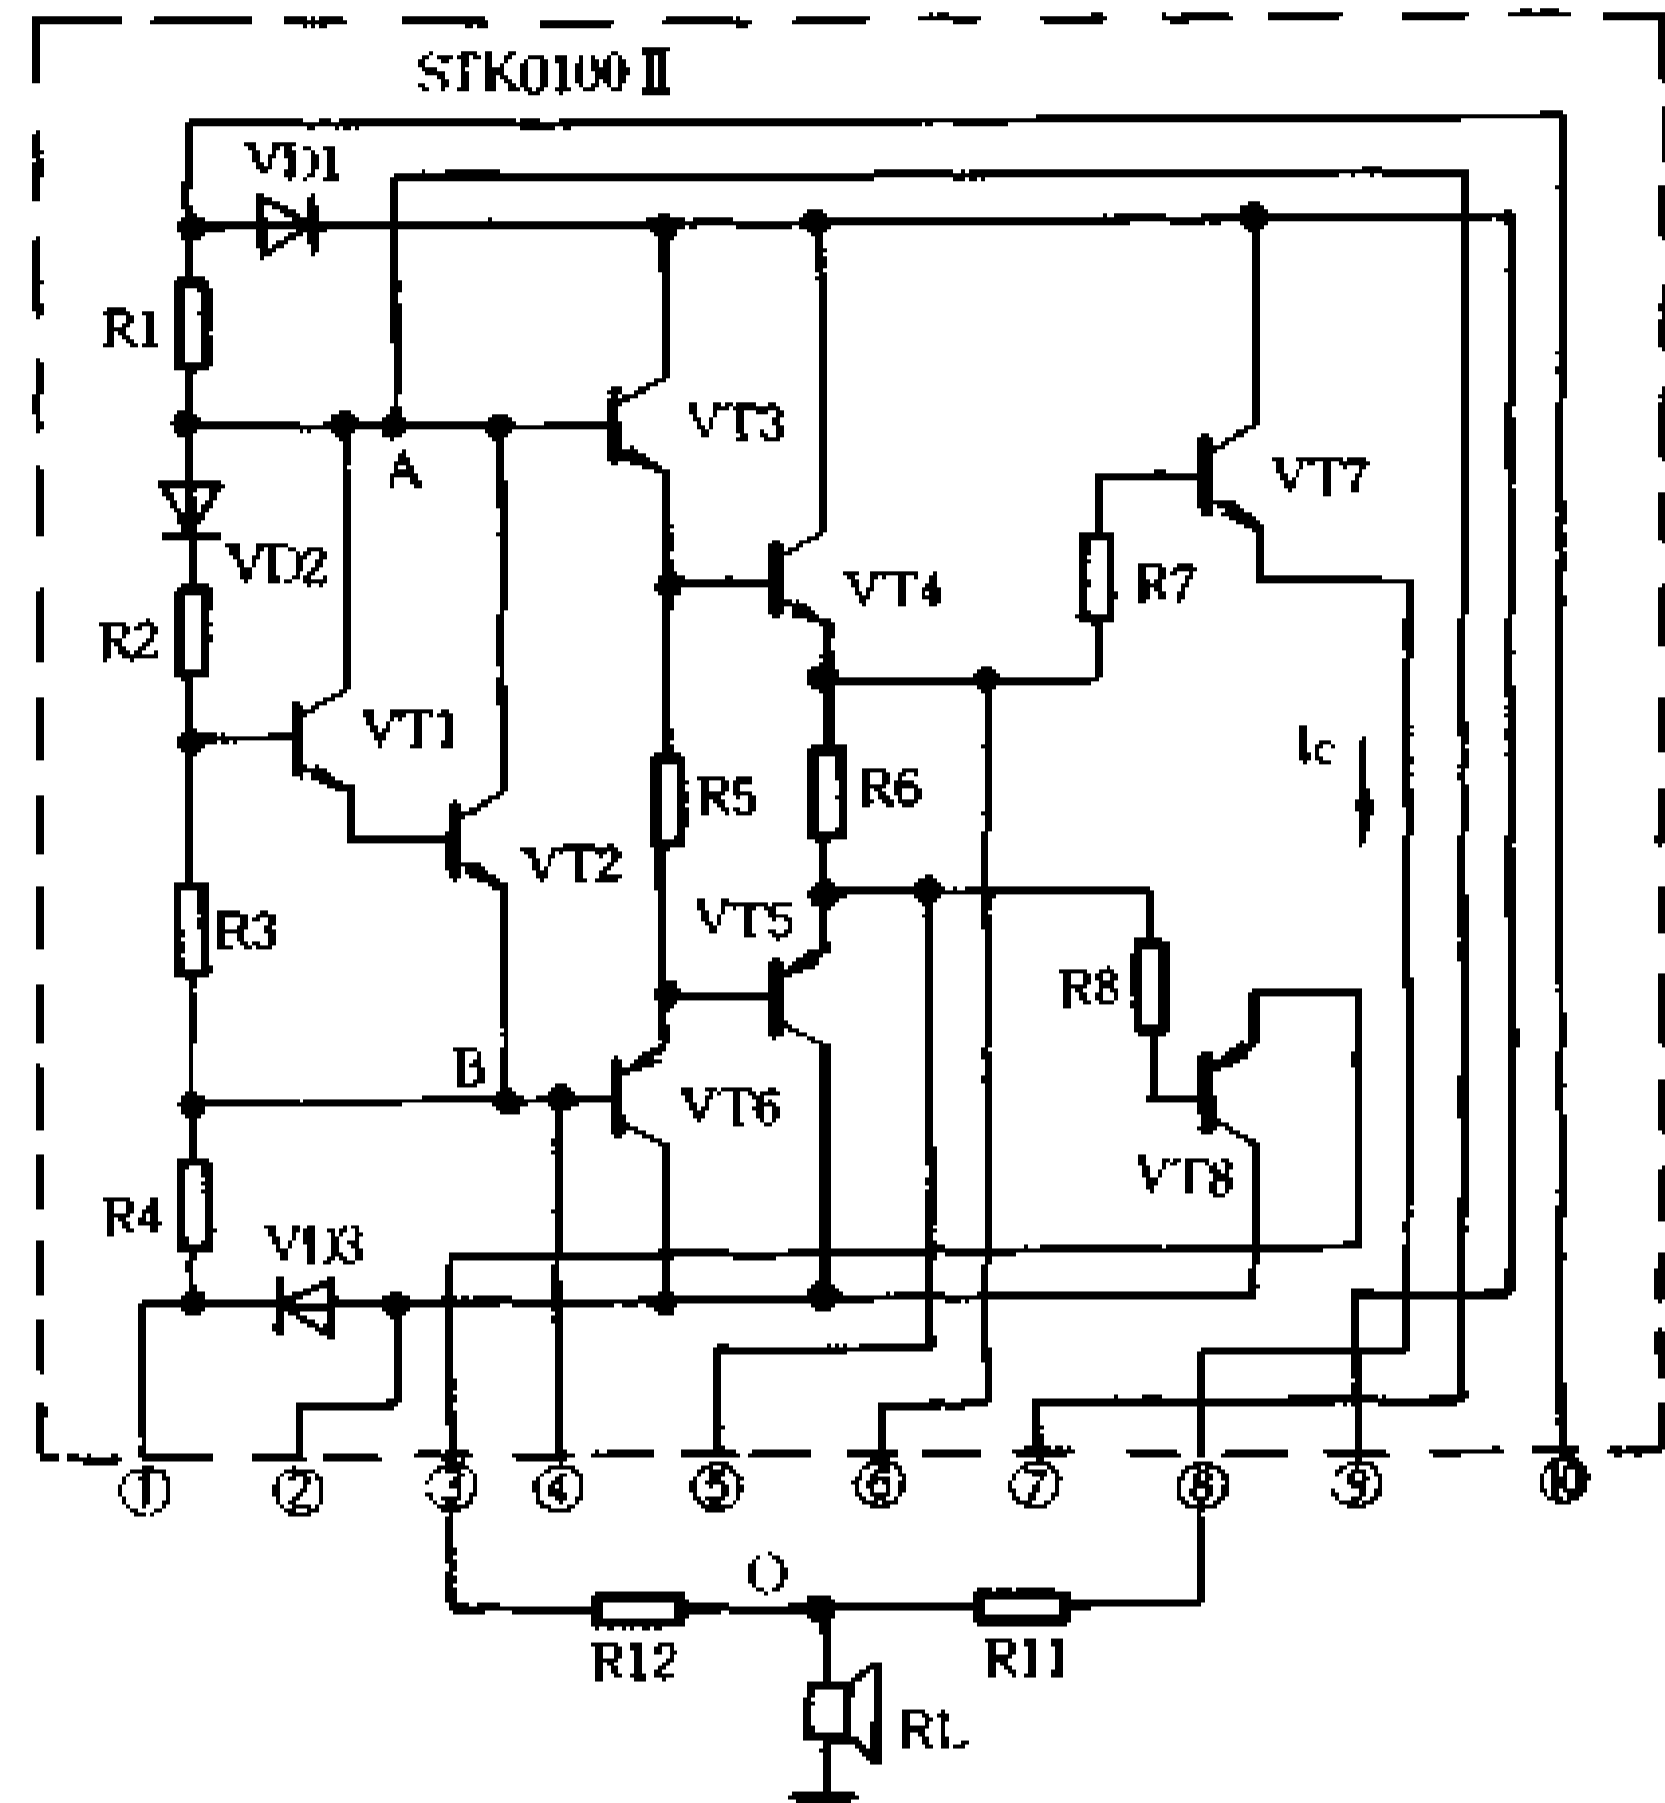 STK0100 II
VD1
R1
VT3
A
VT7
VD2
VT4
R7
R2
VT1
Ic
R5
R6
VT2
VT5
R3
R8
B
VT6
VT8
R4
VD3
① ② ③ ④ ⑤ ⑥ ⑦ ⑧ ⑨ ⑩
O
R12
R11
RL